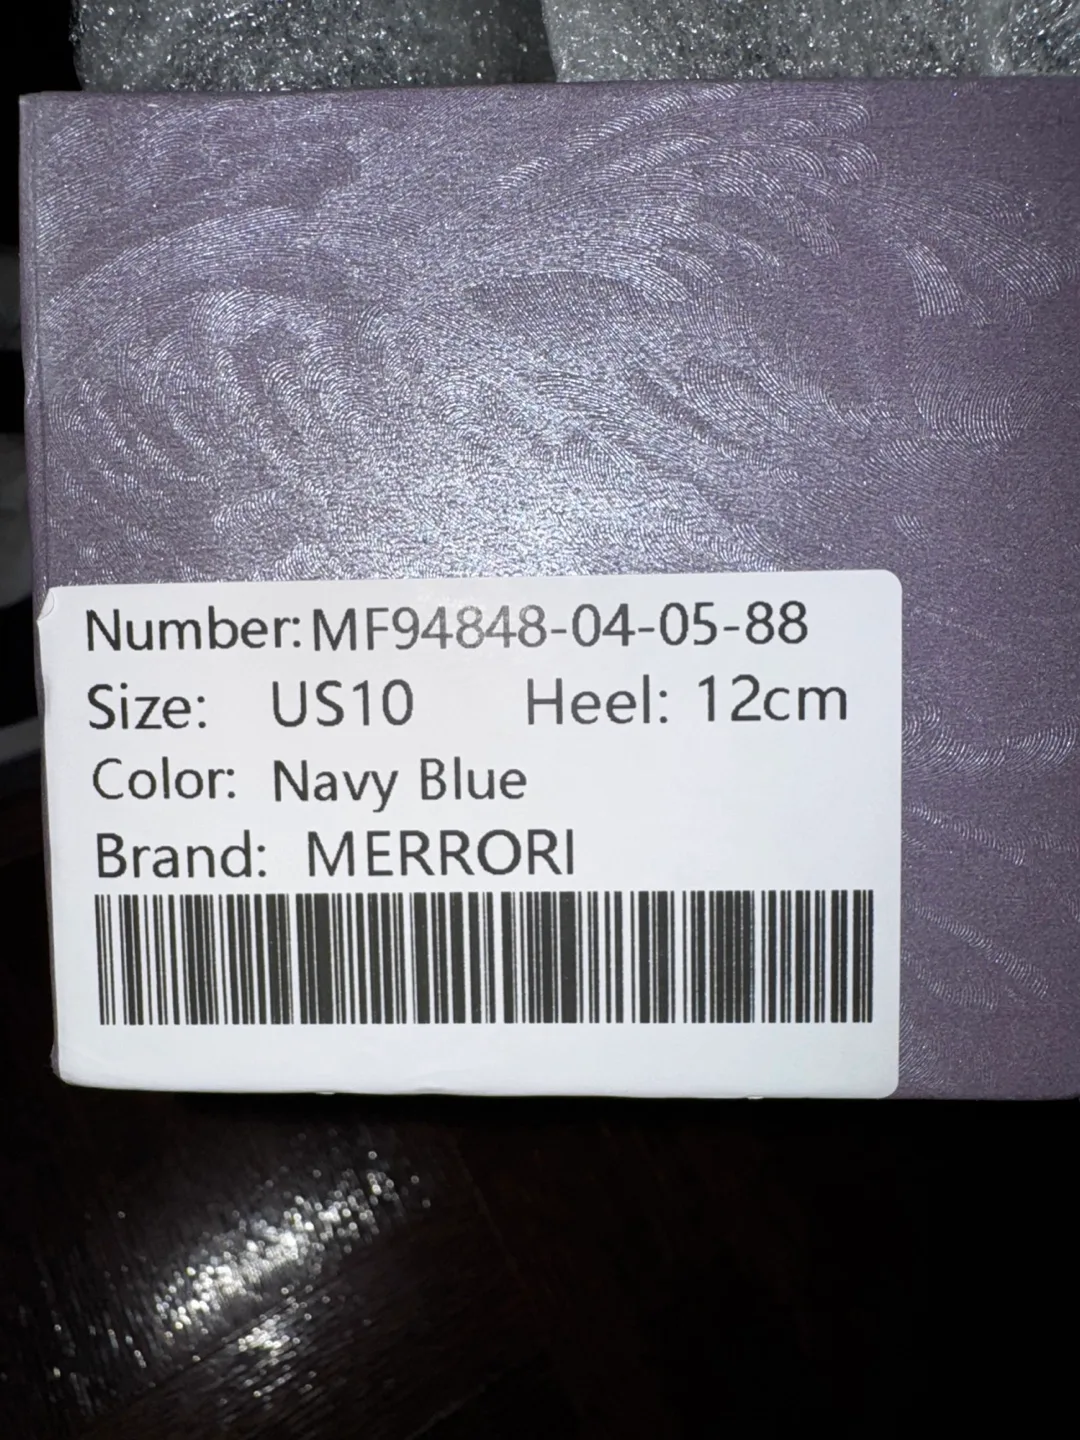 Number: MF94848-04-05-88
Size: US10 Heel: 12cm
Color: Navy Blue
Brand: MERRORI